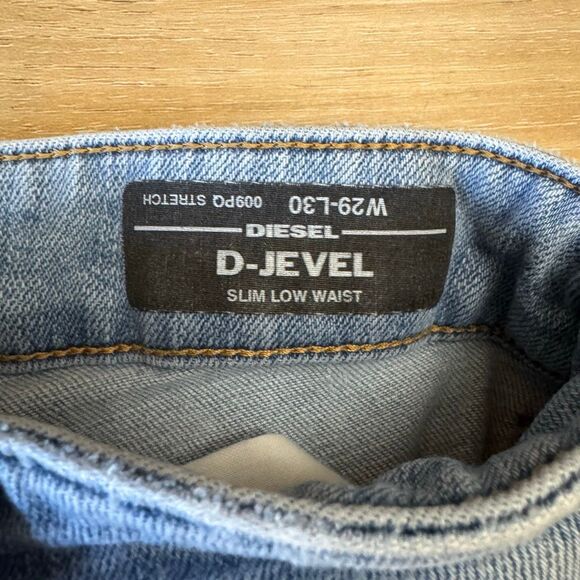 W29-L30 009PQ STRETCH
DIESEL
D-JEVEL
SLIM LOW WAIST